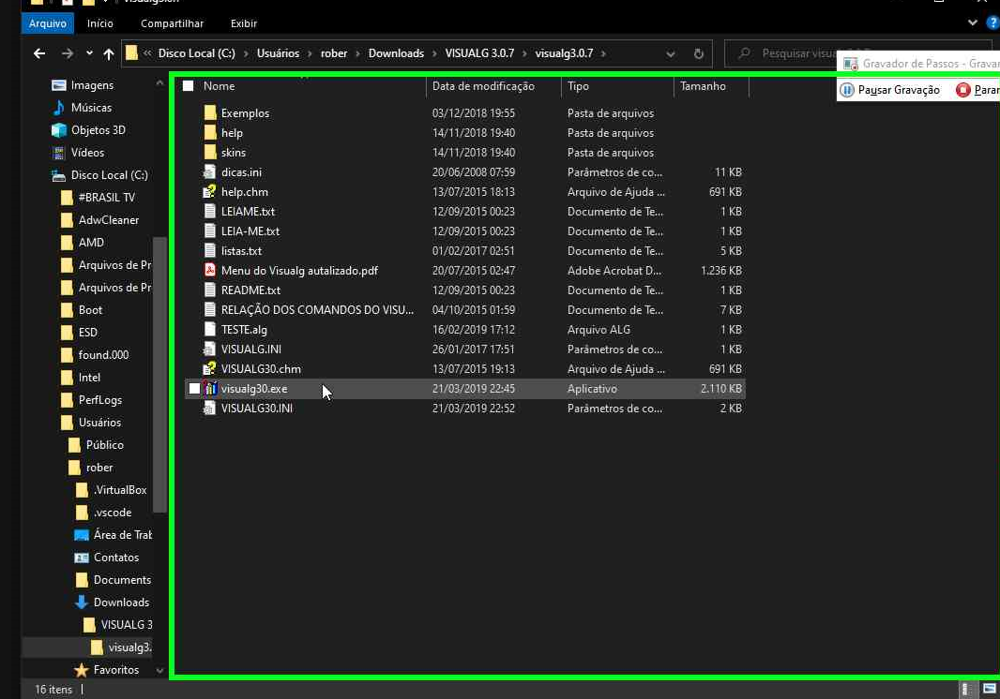 Arquivo Início Compartilhar Exibir
« Disco Local (C:) > Usuários > rober > Downloads > VISUALG 3.0.7 > visualg3.0.7 >
Pesquisar visua
Gravador de Passos - Gravar
Pausar Gravação Parar
Imagens
Músicas
Objetos 3D
Vídeos
Disco Local (C:)
#BRASIL TV
AdwCleaner
AMD
Arquivos de Pr
Arquivos de Pr
Boot
ESD
found.000
Intel
PerfLogs
Usuários
Público
rober
.VirtualBox
.vscode
Área de Trab
Contatos
Documents
Downloads
VISUALG 3
visualg3.
Favoritos
Nome Data de modificação Tipo Tamanho
Exemplos 03/12/2018 19:55 Pasta de arquivos
help 14/11/2018 19:40 Pasta de arquivos
skins 14/11/2018 19:40 Pasta de arquivos
dicas.ini 20/06/2008 07:59 Parâmetros de co... 11 KB
help.chm 13/07/2015 18:13 Arquivo de Ajuda ... 691 KB
LEIAME.txt 12/09/2015 00:23 Documento de Te... 1 KB
LEIA-ME.txt 12/09/2015 00:23 Documento de Te... 1 KB
listas.txt 01/02/2017 02:51 Documento de Te... 5 KB
Menu do Visualg autalizado.pdf 20/07/2015 02:47 Adobe Acrobat D... 1.236 KB
README.txt 12/09/2015 00:23 Documento de Te... 1 KB
RELAÇÃO DOS COMANDOS DO VISU... 04/10/2015 01:59 Documento de Te... 7 KB
TESTE.alg 16/02/2019 17:12 Arquivo ALG 1 KB
VISUALG.INI 26/01/2017 17:51 Parâmetros de co... 1 KB
VISUALG30.chm 13/07/2015 19:13 Arquivo de Ajuda ... 691 KB
visualg30.exe 21/03/2019 22:45 Aplicativo 2.110 KB
VISUALG30.INI 21/03/2019 22:52 Parâmetros de co... 2 KB
16 itens